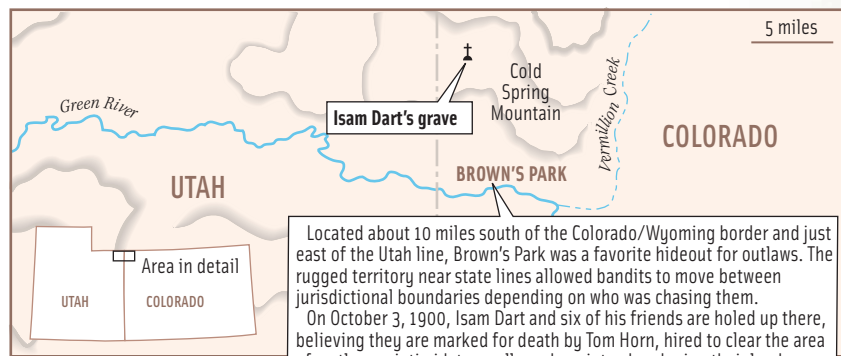 5 miles
Green River
Isam Dart's grave
Cold
Spring
Mountain
Vermillion Creek
COLORADO
BROWN'S PARK
UTAH
Located about 10 miles south of the Colorado/Wyoming border and just
east of the Utah line, Brown's Park was a favorite hideout for outlaws. The
rugged territory near state lines allowed bandits to move between
jurisdictional boundaries depending on who was chasing them.
On October 3, 1900, Isam Dart and six of his friends are holed up there,
believing they are marked for death by Tom Horn, hired to clear the area
Area in detail
UTAH
COLORADO